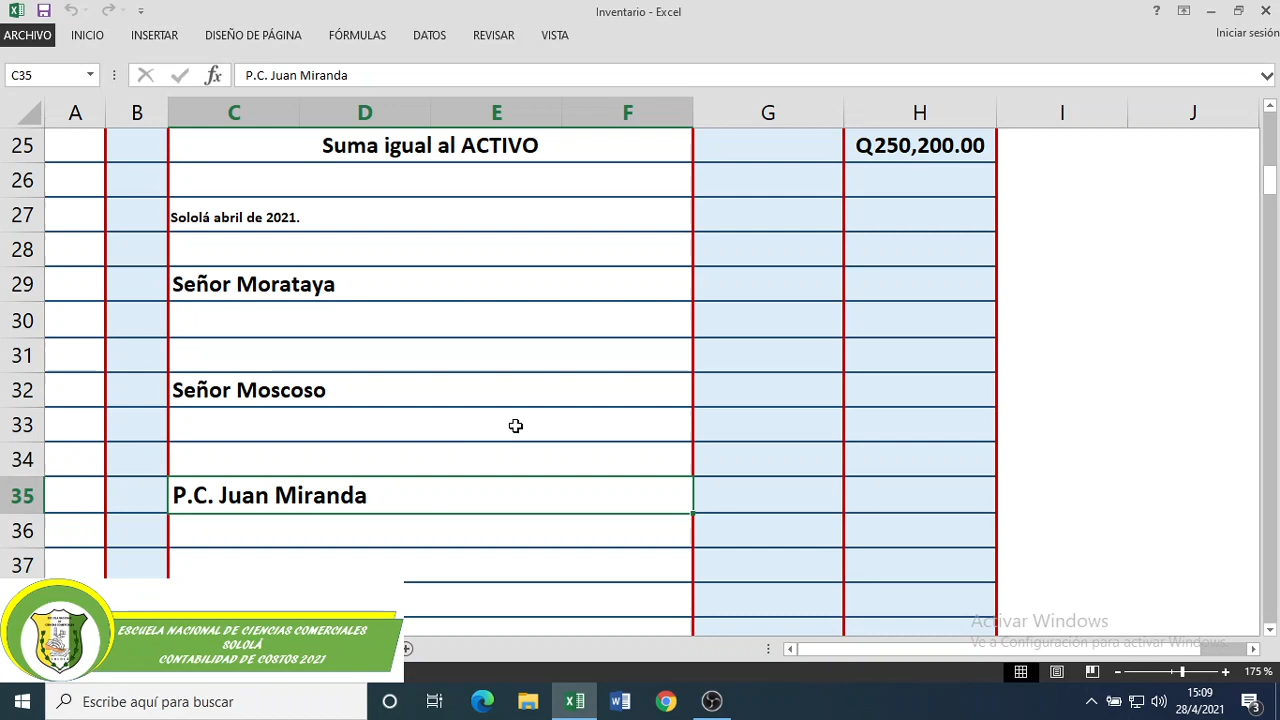 Inventario - Excel
?
ARCHIVO INICIO INSERTAR DISEÑO DE PÁGINA FÓRMULAS DATOS REVISAR VISTA Iniciar sesión
C35 fx P.C. Juan Miranda
A B C D E F G H I J
25 Suma igual al ACTIVO Q250,200.00
26
27 Sololá abril de 2021.
28
29 Señor Morataya
30
31
32 Señor Moscoso
33
34
35 P.C. Juan Miranda
36
37
ESCUELA NACIONAL DE CIENCIAS COMERCIALES
SOLOLÁ
CONTABILIDAD DE COSTOS 2021
Activar Windows
Ve a Configuración para activar Windows.
175 %
Escribe aquí para buscar
15:09
28/4/2021
3